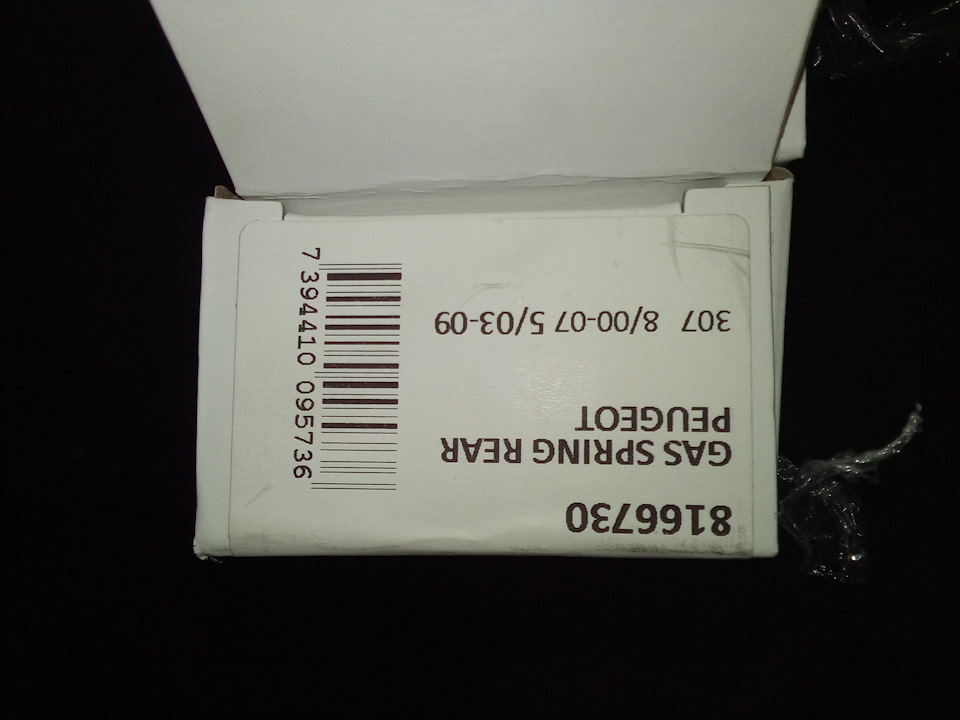 8166730
GAS SPRING REAR
PEUGEOT
307 8/00-07 5/03-09
7 394410 095736